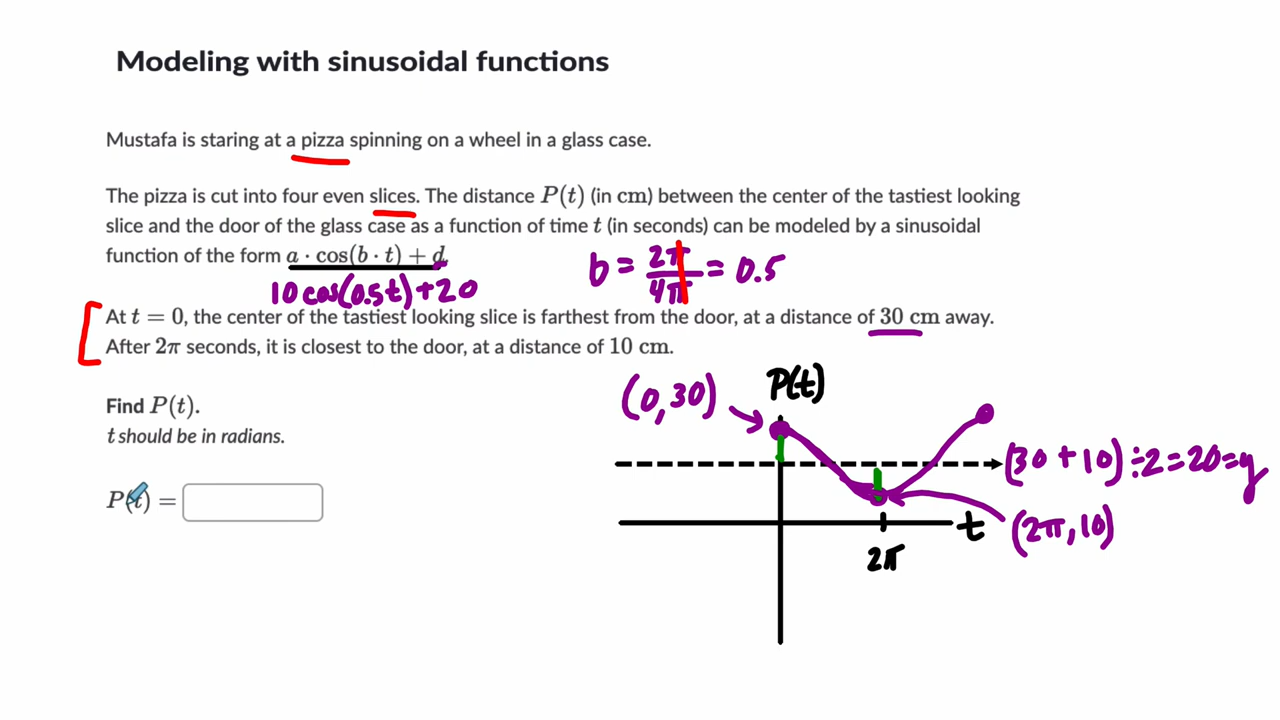 Modeling with sinusoidal functions
Mustafa is staring at a pizza spinning on a wheel in a glass case.
The pizza is cut into four even slices. The distance P(t) (in cm) between the center of the tastiest looking
slice and the door of the glass case as a function of time t (in seconds) can be modeled by a sinusoidal
function of the form a · cos(b · t) + d.
b = 2π/4π = 0.5
10 cos(0.5t) + 20
At t = 0, the center of the tastiest looking slice is farthest from the door, at a distance of 30 cm away.
After 2π seconds, it is closest to the door, at a distance of 10 cm.
Find P(t).
t should be in radians.
P(t) =
P(t)
(0, 30)
(30 + 10) ÷ 2 = 20 = y
t
(2π, 10)
2π